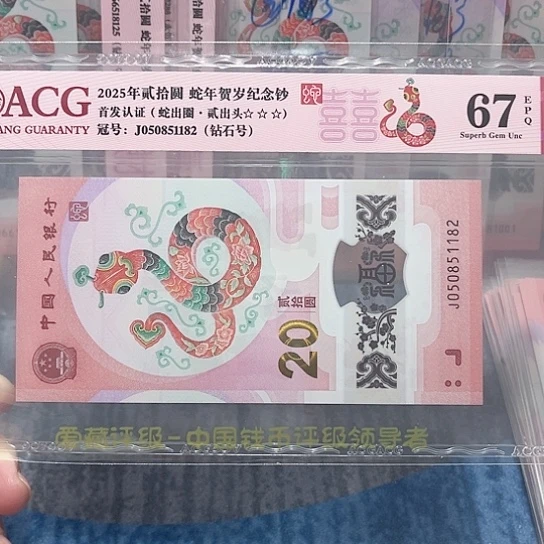 ACG
ANG GUARANTY
2025年贰拾圆 蛇年贺岁纪念钞
首发认证（蛇出圈·贰出头☆☆☆）
冠号：J050851182（钻石号）
67
EPQ
Superb Gem Unc
中国人民银行
贰拾圆
20
J050851182
爱藏评级-中国钱币评级领导者